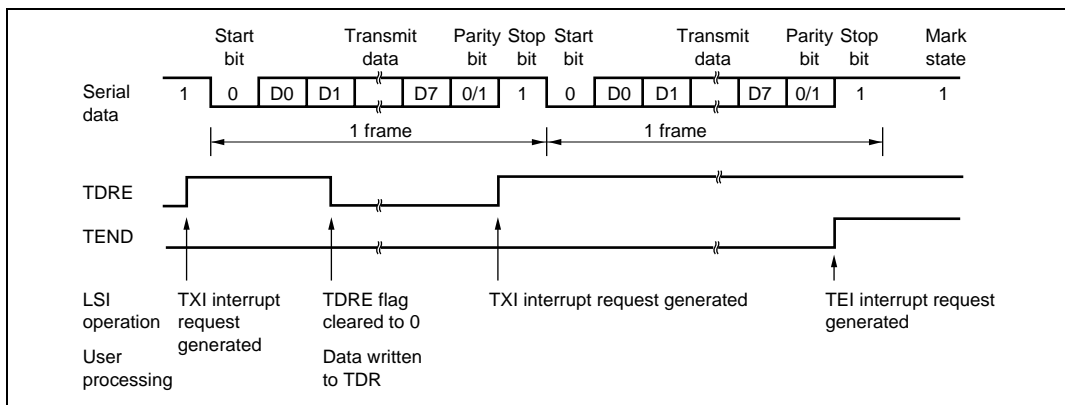 Start bit
Transmit data
Parity bit
Stop bit
Start bit
Transmit data
Parity bit
Stop bit
Mark state
Serial data
1 0 D0 D1 D7 0/1 1 0 D0 D1 D7 0/1 1 1
1 frame
1 frame
TDRE
TEND
LSI operation
TXI interrupt request generated
TDRE flag cleared to 0
TXI interrupt request generated
TEI interrupt request generated
User processing
Data written to TDR